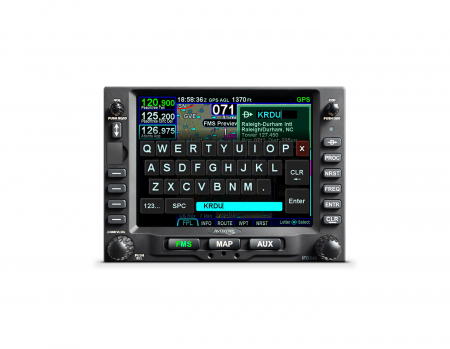 120.900
18:58:36Z GPS AGL 1370ft
GPS
125.200
071
KRDU
FMS Preview
Raleigh-Durham Intl
Raleigh/Durham, NC
126.975
Tower 127.450
Q W E R T Y U I O P X
A S D F G H J K L CLR
Z X C V B N M .
123... SPC KRDU Enter
FPL INFO ROUTE WPT NRST
PROC
NRST
FREQ
ENTR
CLR
FMS MAP AUX
AVIDYNE